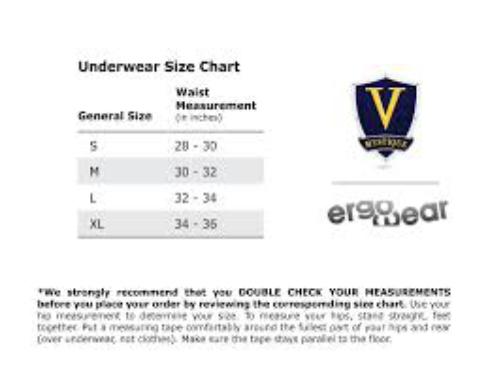 Underwear Size Chart
General Size Waist Measurement (in inches)
S 28 - 30
M 30 - 32
L 32 - 34
XL 34 - 36
V
ergowear
*We strongly recommend that you DOUBLE CHECK YOUR MEASUREMENTS
before you place your order by reviewing the correspomding size chart. Use your
hip measurement to determine your size. To measure your hips, stand straight, feet
together. Put a measuring tape comfortably around the fullest part of your hips and rear
(over underwear, not clothes). Make sure the tape stays parallel to the floor.